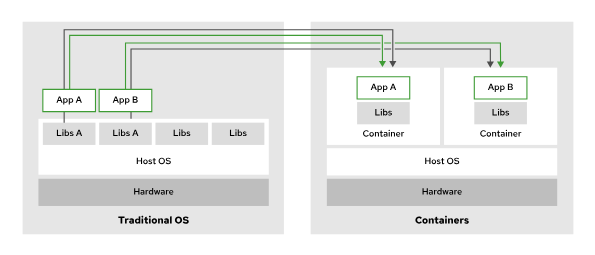 App A
App B
Libs A
Libs A
Libs
Libs
Host OS
Hardware
Traditional OS
App A
Libs
Container
App B
Libs
Container
Host OS
Hardware
Containers